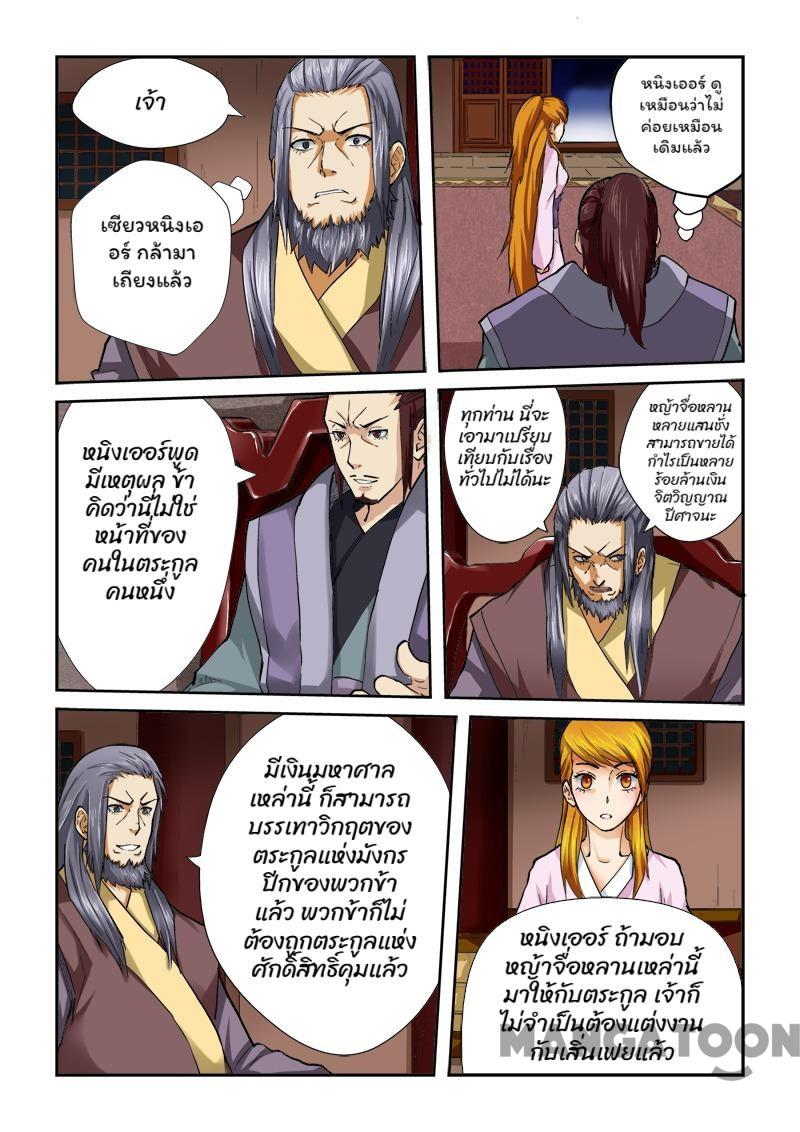 เจ้า
เซียวหนิงเอ
อร์ กล้ามา
เถียงแล้ว
หนิงเออร์ ดู
เหมือนว่าไม่
ค่อยเหมือน
เดิมแล้ว
หนิงเออร์พูด
มีเหตุผล ข้า
คิดว่านี่ไม่ใช่
หน้าที่ของ
คนในตระกูล
คนหนึ่ง
ทุกท่าน นี่จะ
เอามาเปรียบ
เทียบกับเรื่อง
ทั่วไปไม่ได้นะ
หญ้าจื่อหลาน
หลายแสนชั่ง
สามารถขายได้
กำไรเป็นหลาย
ร้อยล้านเงิน
จิตวิญญาณ
ปีศาจนะ
มีเงินมหาศาล
เหล่านี้ ก็สามารถ
บรรเทาวิกฤตของ
ตระกูลแห่งมังกร
ปีกของพวกข้า
แล้ว พวกข้าก็ไม่
ต้องถูกตระกูลแห่ง
ศักดิ์สิทธิ์คุมแล้ว
หนิงเออร์ ถ้ามอบ
หญ้าจื่อหลานเหล่านี้
มาให้กับตระกูล เจ้าก็
ไม่จำเป็นต้องแต่งงาน
กับเสิ่นเฟยแล้ว
MANGATOON